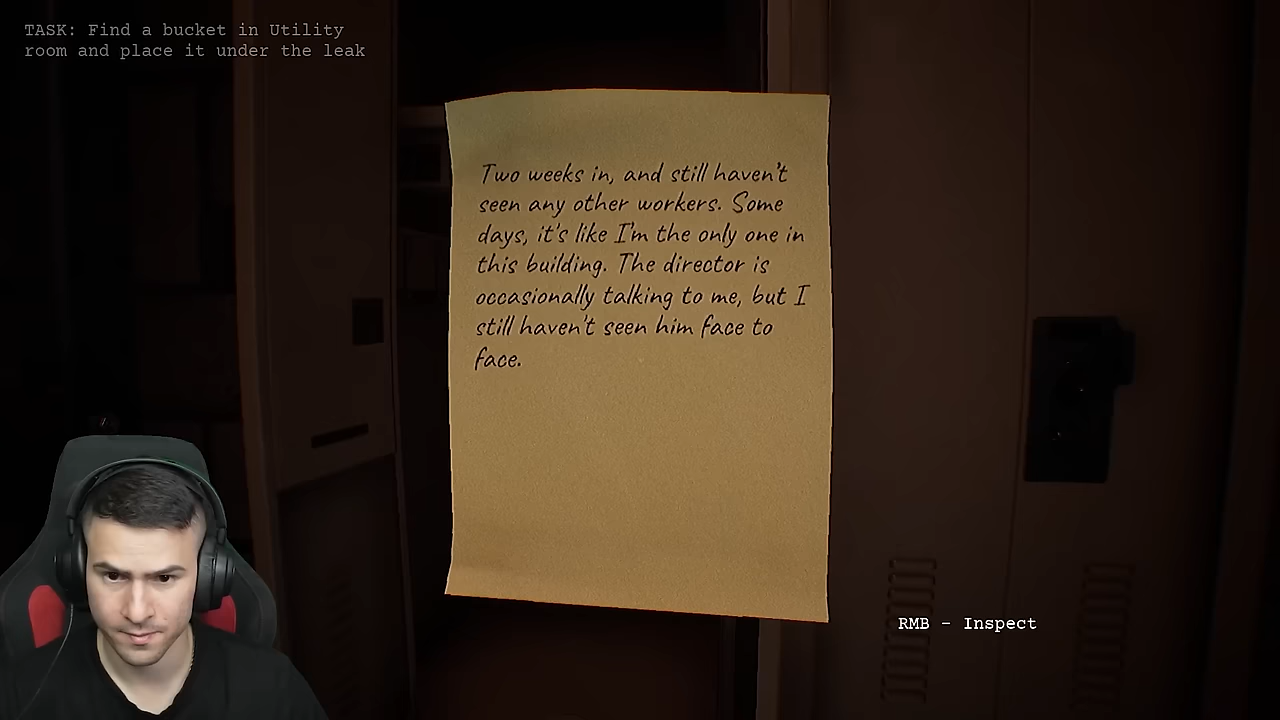 TASK: Find a bucket in Utility
room and place it under the leak
Two weeks in, and still haven't
seen any other workers. Some
days, it's like I'm the only one in
this building. The director is
occasionally talking to me, but I
still haven't seen him face to
face.
RMB - Inspect